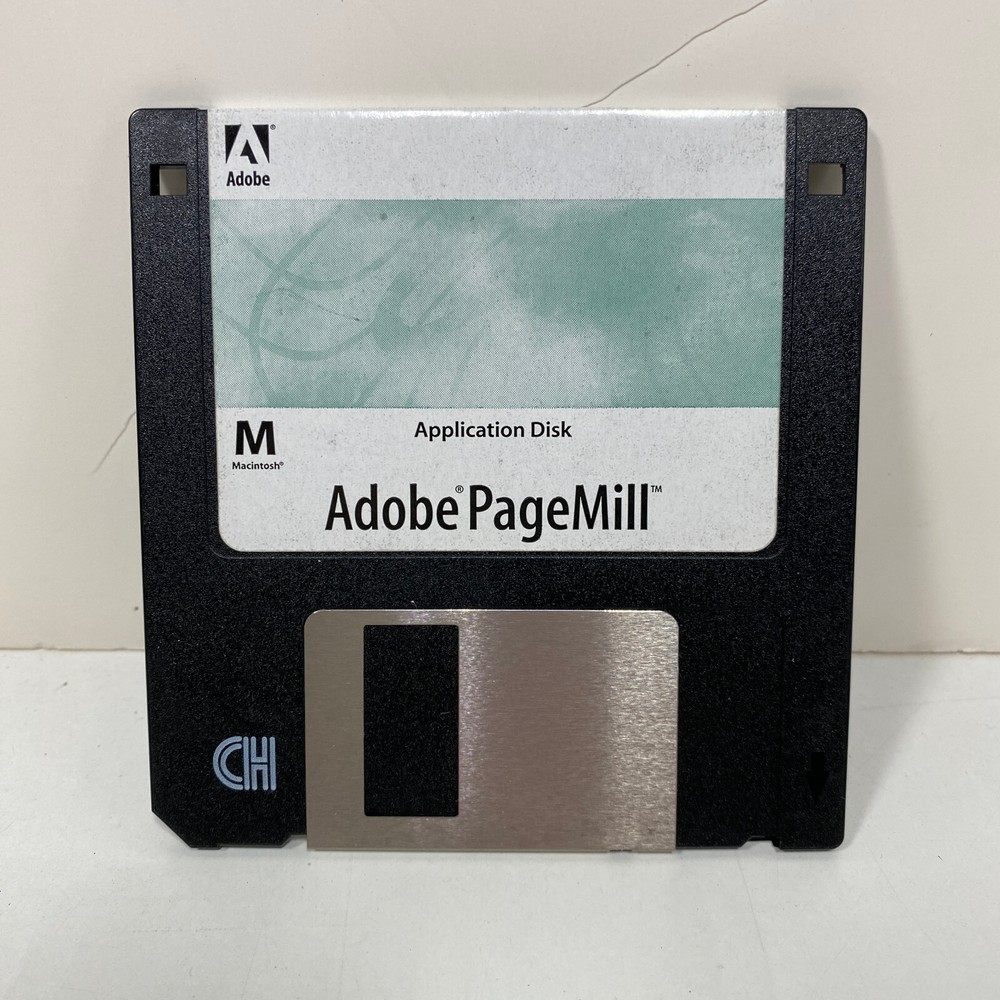 Adobe
Application Disk
M
Macintosh®
Adobe® PageMill™
CH